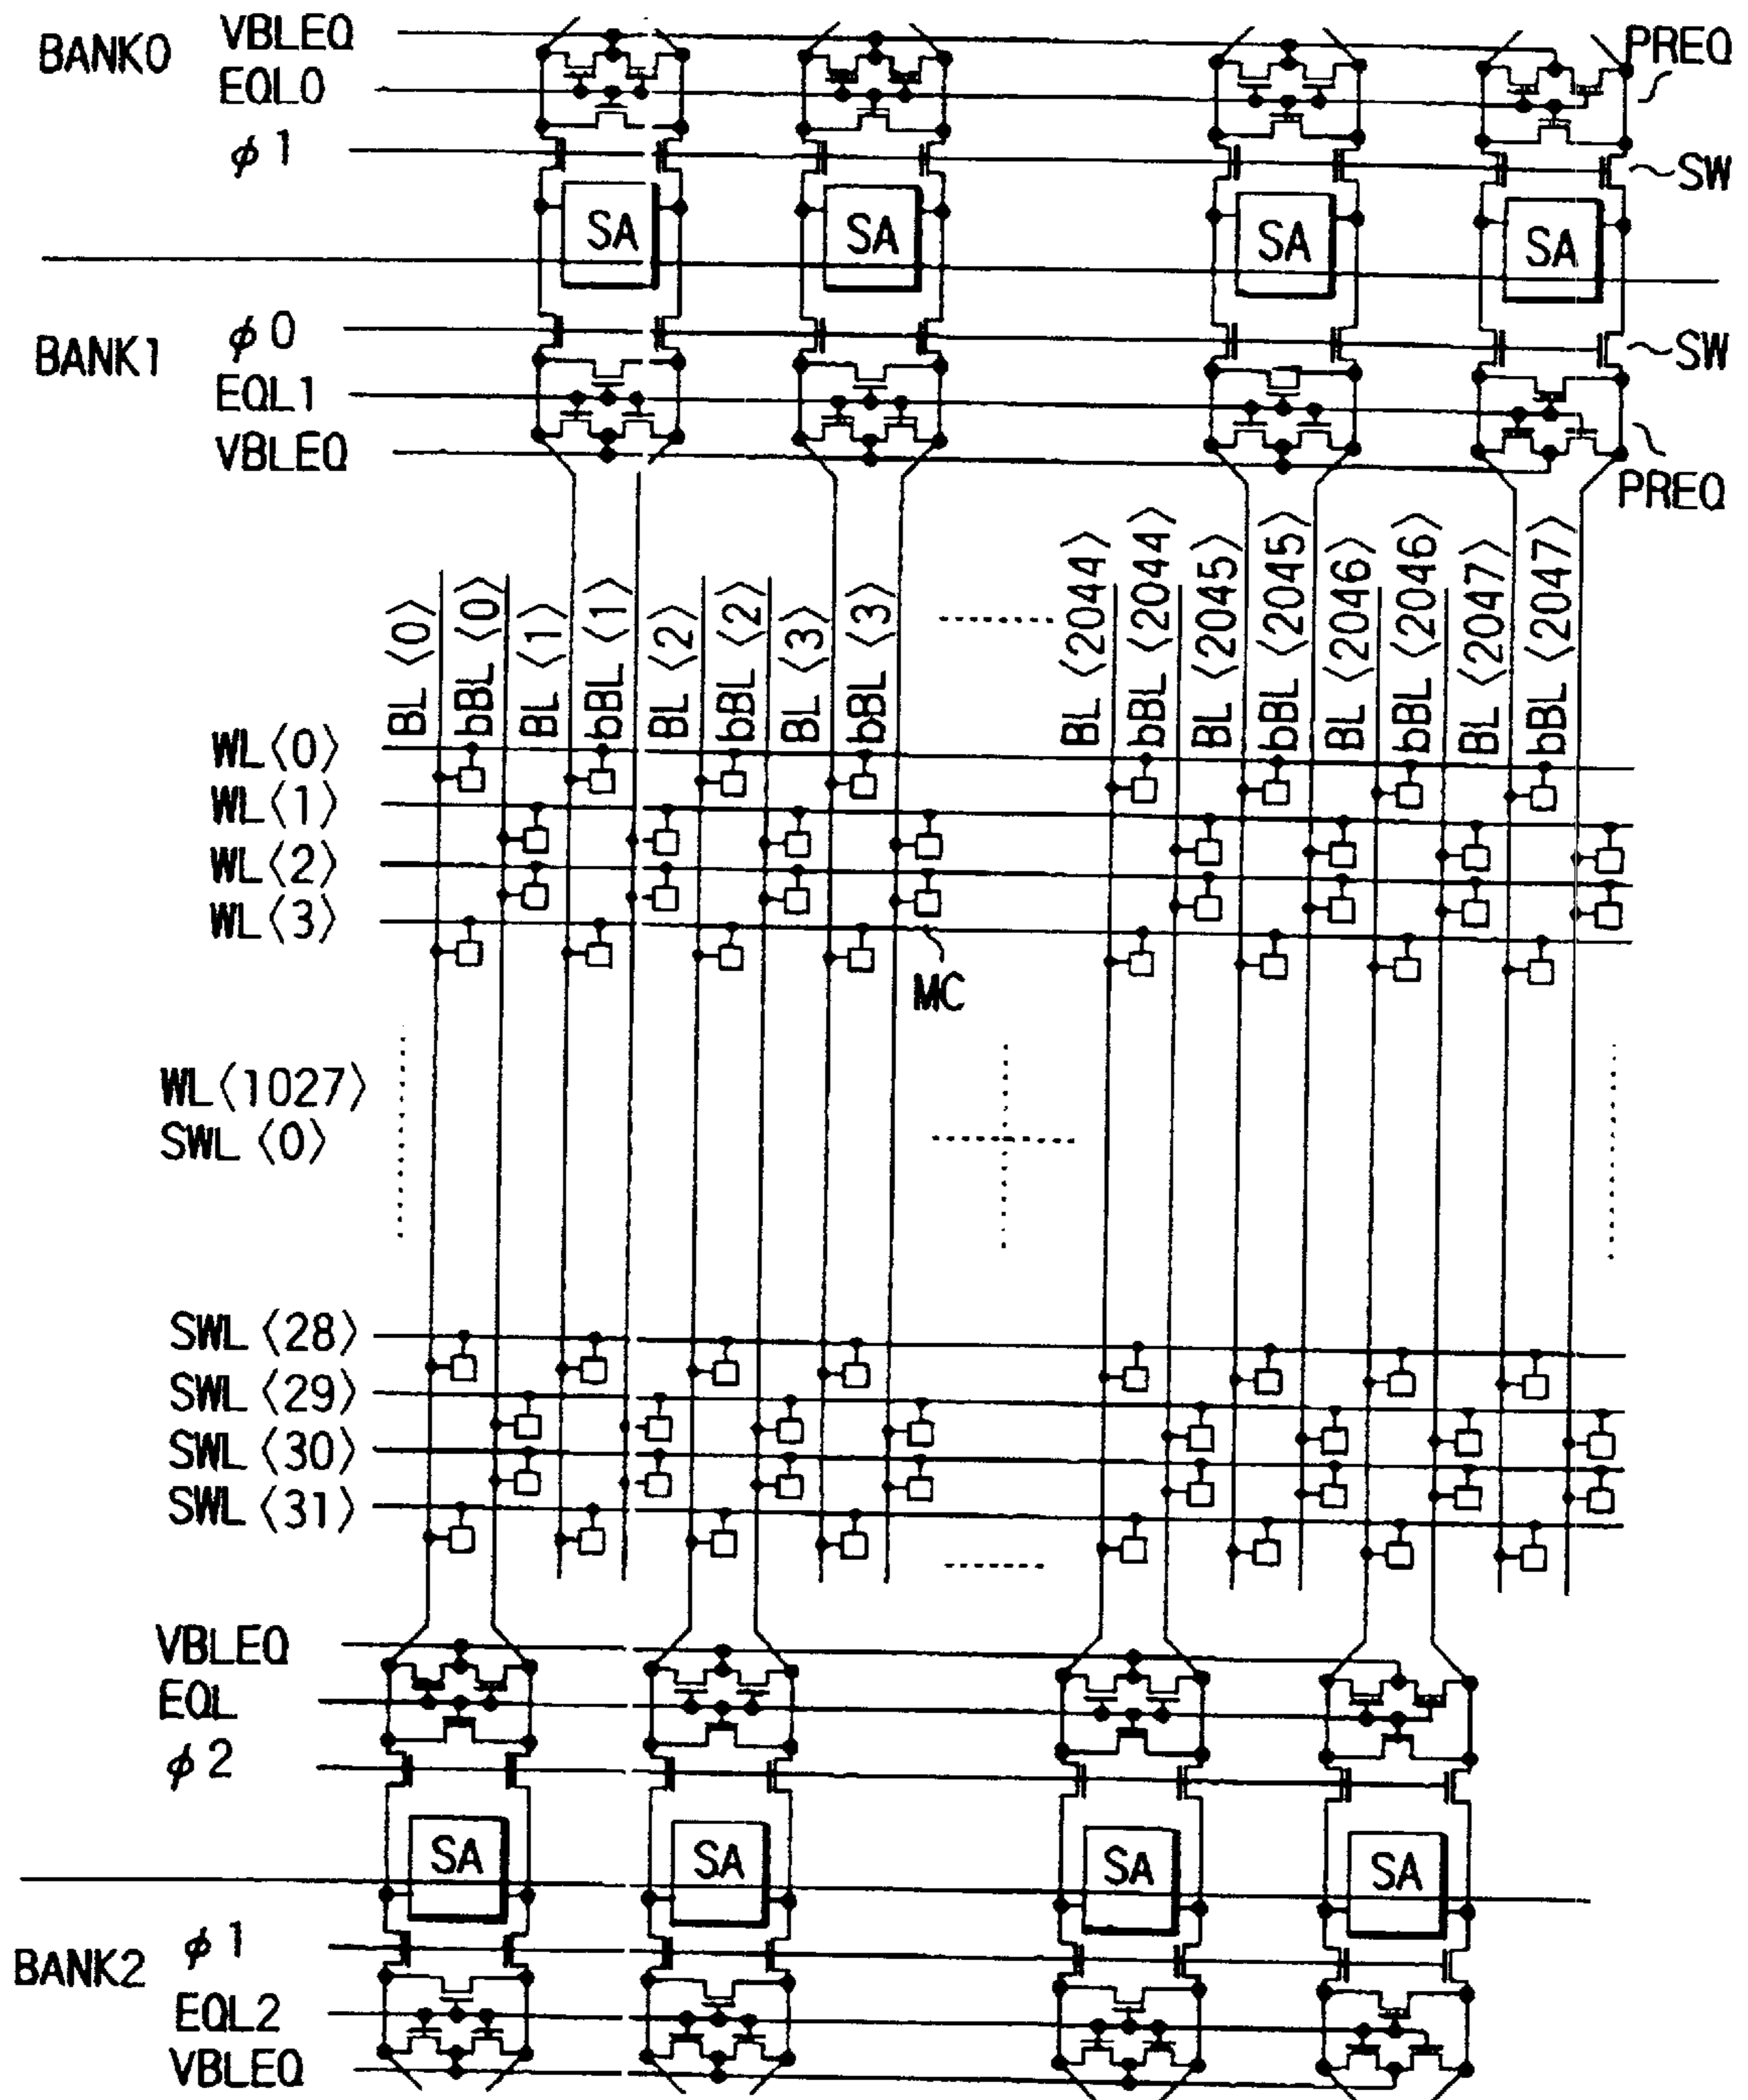 BANK0 VBLEQ
EQL0
PREQ
φ1
SW
SA SA SA SA
BANK1 φ0
SW
EQL1
VBLEQ
PREQ
BL〈0〉 bBL〈0〉 BL〈1〉 bBL〈1〉 BL〈2〉 bBL〈2〉 BL〈3〉 bBL〈3〉 BL〈2044〉 bBL〈2044〉 BL〈2045〉 bBL〈2045〉 BL〈2046〉 bBL〈2046〉 BL〈2047〉 bBL〈2047〉
WL〈0〉
WL〈1〉
WL〈2〉
WL〈3〉
MC
WL〈1027〉
SWL〈0〉
SWL〈28〉
SWL〈29〉
SWL〈30〉
SWL〈31〉
VBLEQ
EQL
φ2
SA SA SA SA
BANK2 φ1
EQL2
VBLEQ